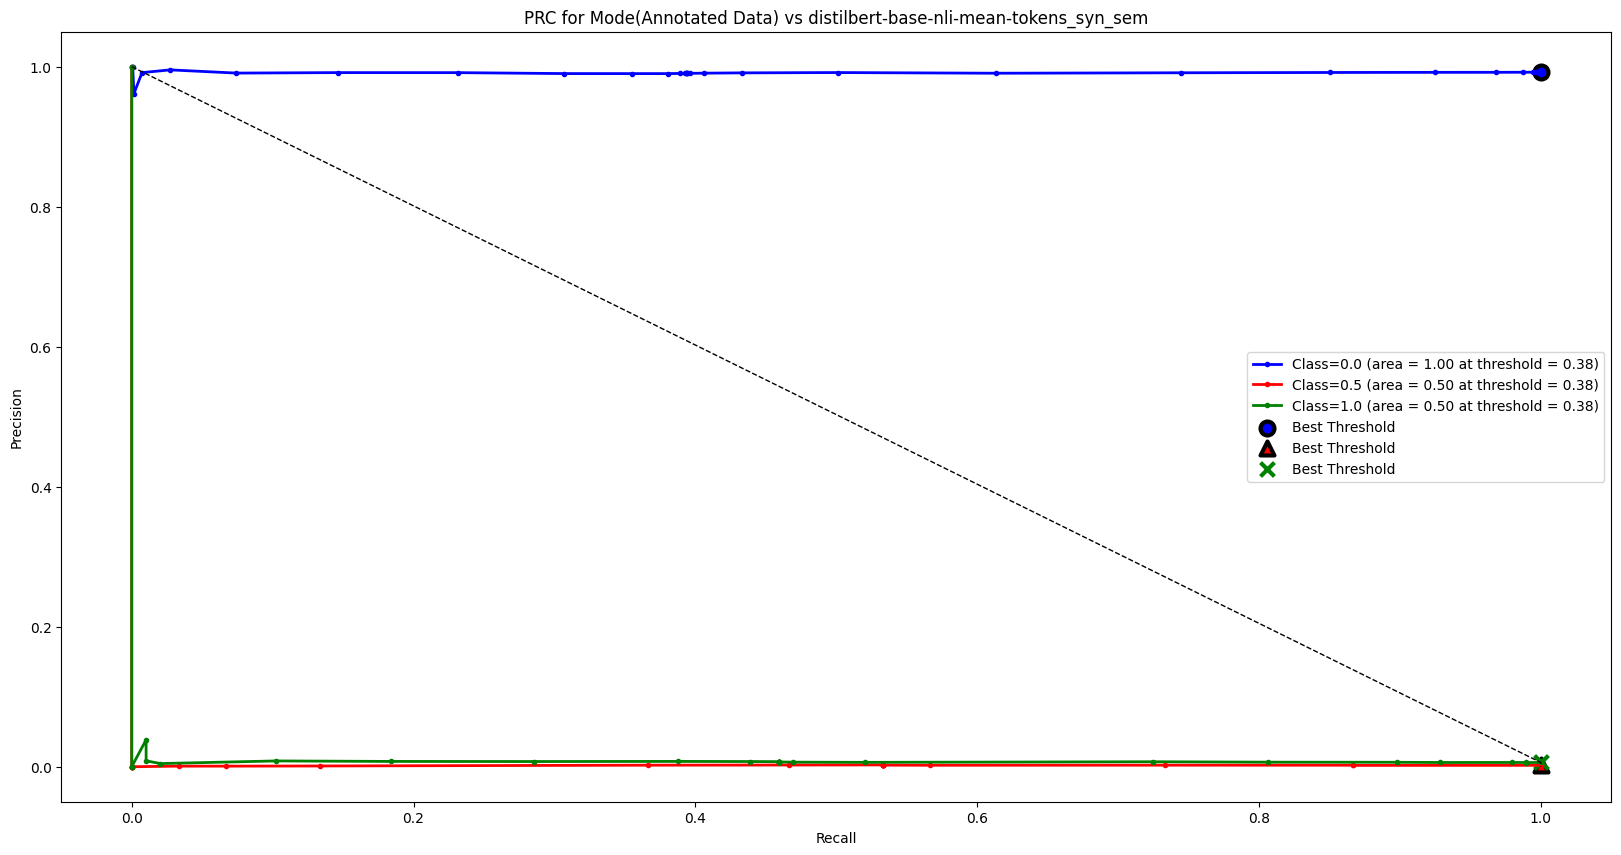 PRC for Mode(Annotated Data) vs distilbert-base-nli-mean-tokens_syn_sem
1.0
0.8
0.6
0.4
0.2
0.0
Precision
Class=0.0 (area = 1.00 at threshold = 0.38)
Class=0.5 (area = 0.50 at threshold = 0.38)
Class=1.0 (area = 0.50 at threshold = 0.38)
Best Threshold
Best Threshold
Best Threshold
0.0 0.2 0.4 0.6 0.8 1.0
Recall